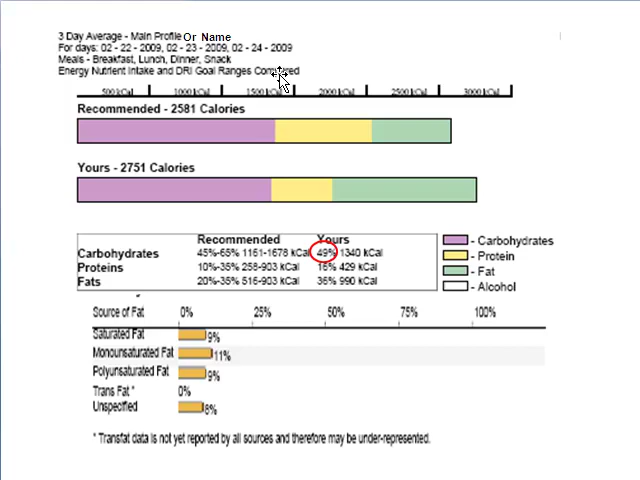 3 Day Average - Main Profile Or Name
For days: 02 - 22 - 2009, 02 - 23 - 2009, 02 - 24 - 2009
Meals - Breakfast, Lunch, Dinner, Snack
Energy Nutrient Intake and DRI Goal Ranges Compared
500 kCal 1000 kCal 1500 kCal 2000 kCal 2500 kCal 3000 kCal
Recommended - 2581 Calories
Yours - 2751 Calories
Recommended Yours
Carbohydrates 45%-65% 1161-1678 kCal 49% 1340 kCal
Proteins 10%-35% 258-903 kCal 16% 429 kCal
Fats 20%-35% 516-903 kCal 36% 990 kCal
- Carbohydrates
- Protein
- Fat
- Alcohol
Source of Fat 0% 25% 50% 75% 100%
Saturated Fat 9%
Monounsaturated Fat 11%
Polyunsaturated Fat 9%
Trans Fat * 0%
Unspecified 8%
* Transfat data is not yet reported by all sources and therefore may be under-represented.